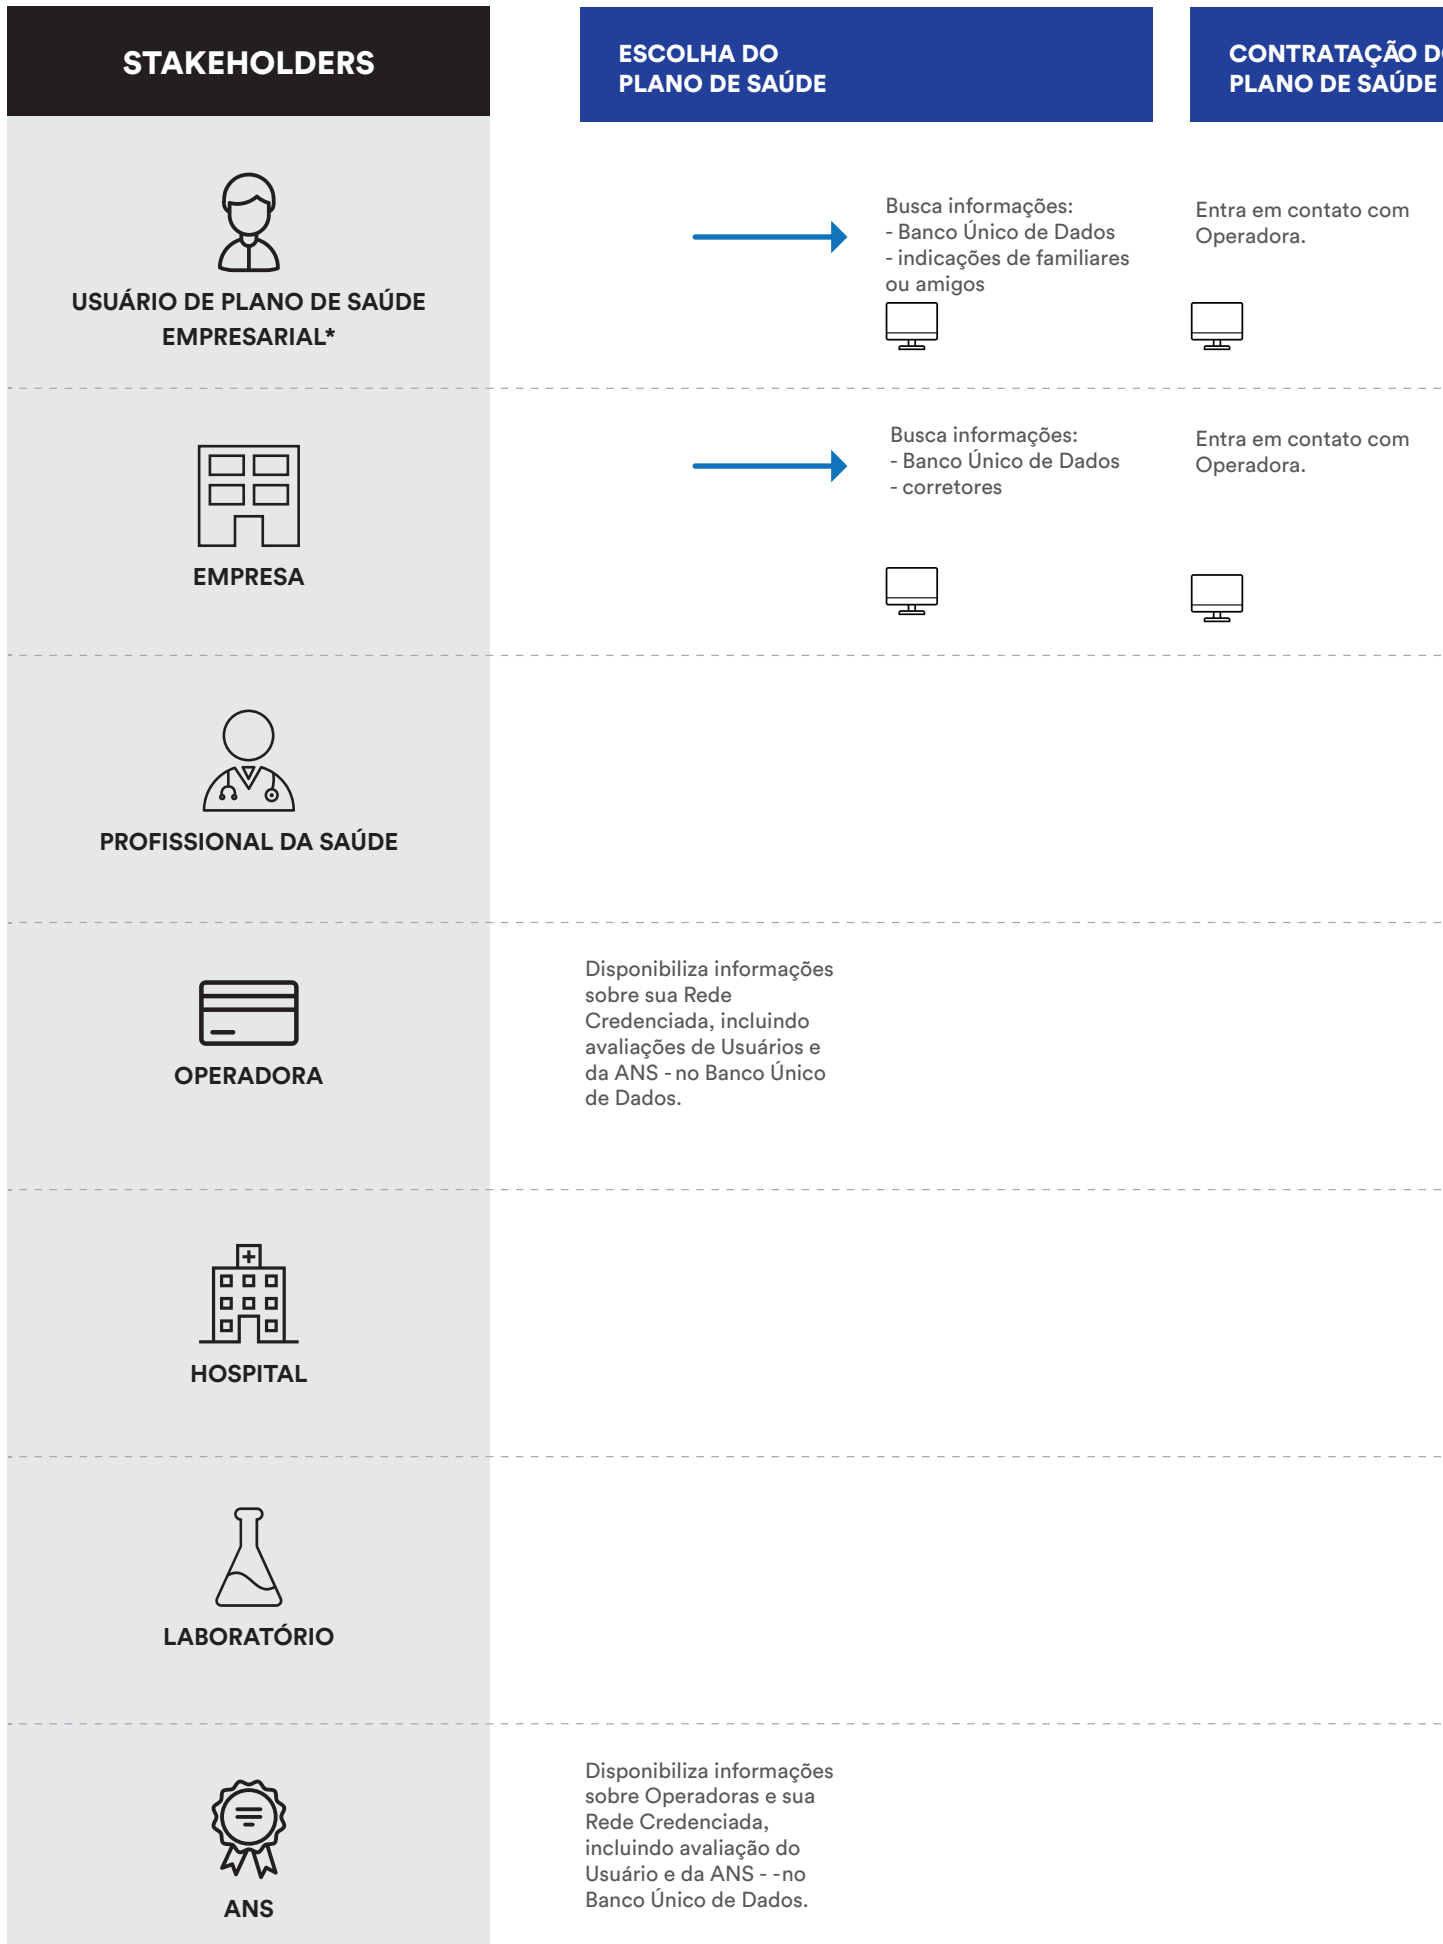 STAKEHOLDERS
ESCOLHA DO
PLANO DE SAÚDE
CONTRATAÇÃO DO
PLANO DE SAÚDE
USUÁRIO DE PLANO DE SAÚDE
EMPRESARIAL*
Busca informações:
- Banco Único de Dados
- indicações de familiares
ou amigos
Entra em contato com
Operadora.
EMPRESA
Busca informações:
- Banco Único de Dados
- corretores
Entra em contato com
Operadora.
PROFISSIONAL DA SAÚDE
OPERADORA
Disponibiliza informações
sobre sua Rede
Credenciada, incluindo
avaliações de Usuários e
da ANS - no Banco Único
de Dados.
HOSPITAL
LABORATÓRIO
ANS
Disponibiliza informações
sobre Operadoras e sua
Rede Credenciada,
incluindo avaliação do
Usuário e da ANS - -no
Banco Único de Dados.